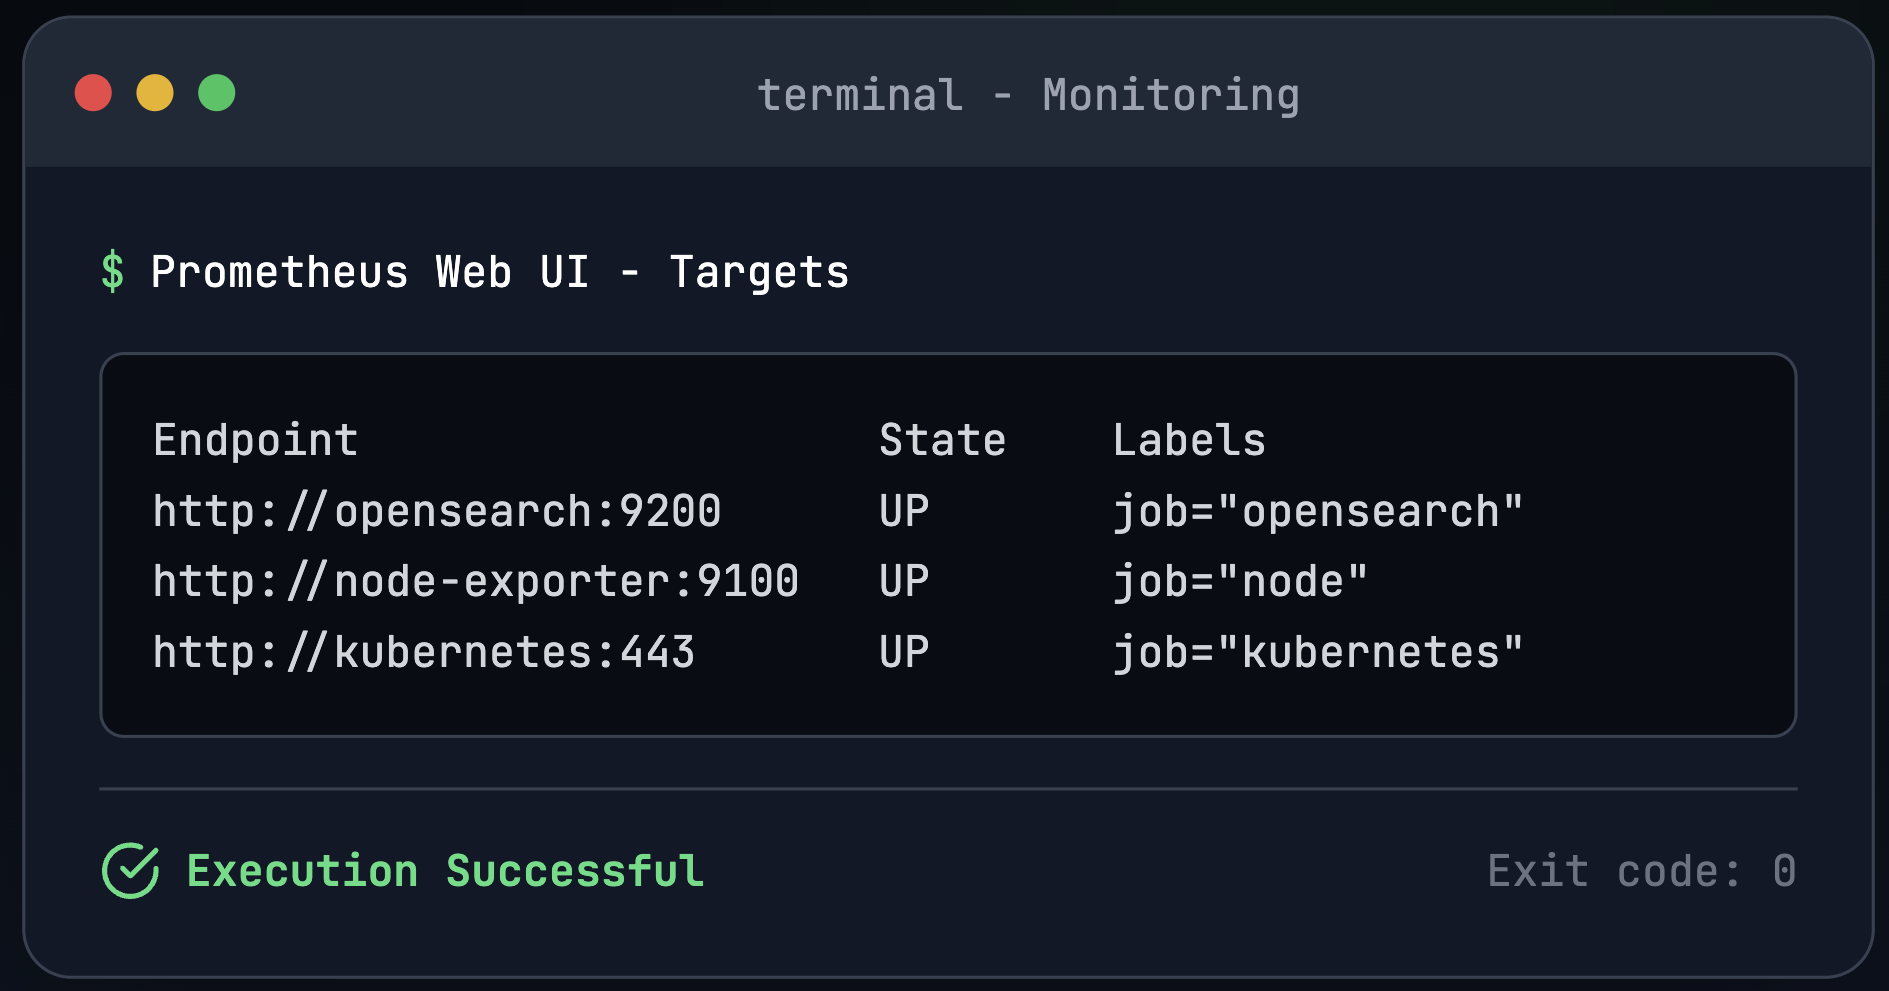 terminal - Monitoring
$ Prometheus Web UI - Targets
Endpoint State Labels
http://opensearch:9200 UP job="opensearch"
http://node-exporter:9100 UP job="node"
http://kubernetes:443 UP job="kubernetes"
Execution Successful Exit code: 0